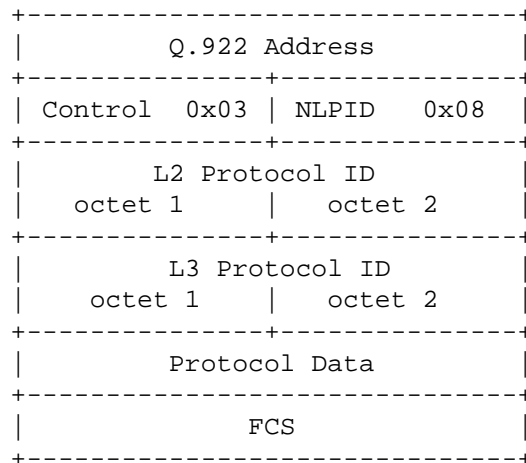 Q.922 Address
Control 0x03 | NLPID 0x08
L2 Protocol ID
octet 1 | octet 2
L3 Protocol ID
octet 1 | octet 2
Protocol Data
FCS